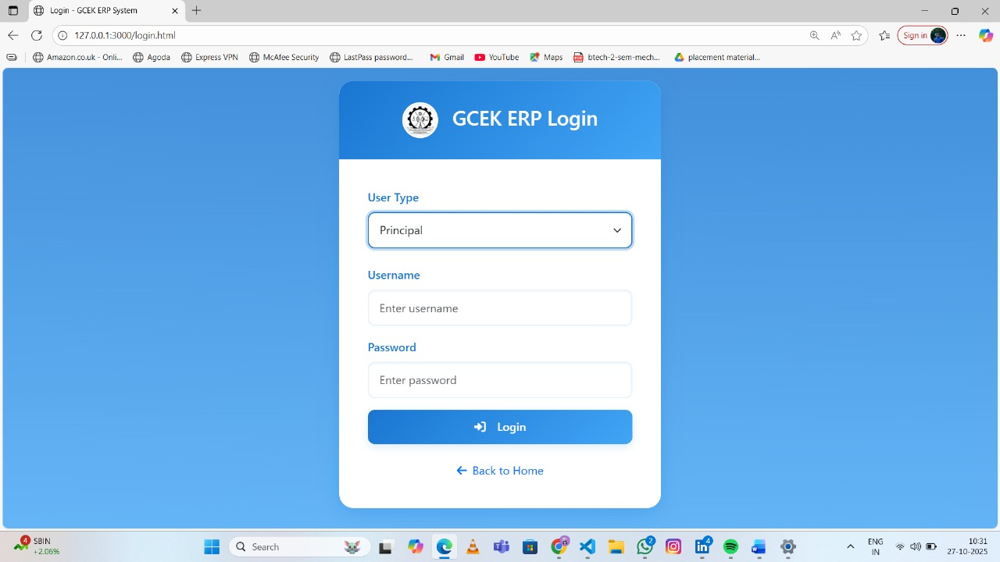 Login - GCEK ERP System
127.0.0.1:3000/login.html
Sign in
Amazon.co.uk - Onli...
Agoda
Express VPN
McAfee Security
LastPass password...
Gmail
YouTube
Maps
btech-2-sem-mech...
placement material...
GCEK ERP Login
User Type
Principal
Username
Enter username
Password
Enter password
Login
Back to Home
4
SBIN
+2.06%
Search
2
4
ENG
IN
10:31
27-10-2025